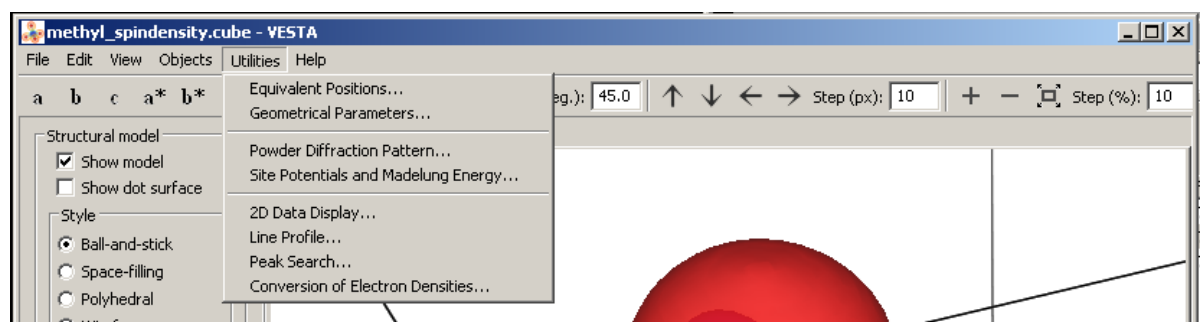 methyl_spindensity.cube - VESTA
File Edit View Objects Utilities Help
a b c a* b* eg.): 45.0 Step (px): 10 Step (%): 10
Equivalent Positions...
Geometrical Parameters...
Structural model
Show model
Powder Diffraction Pattern...
Site Potentials and Madelung Energy...
Show dot surface
Style
2D Data Display...
Ball-and-stick
Line Profile...
Space-filling
Peak Search...
Polyhedral
Conversion of Electron Densities...